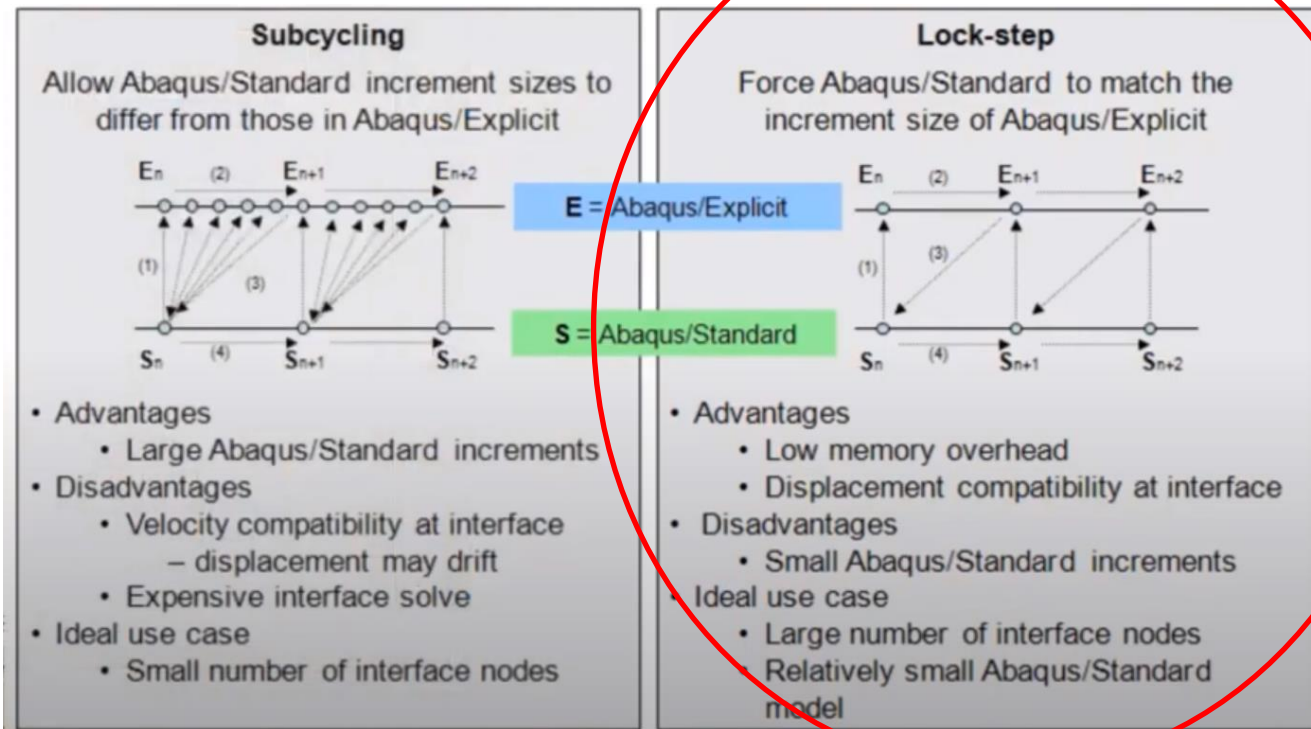 Subcycling
Allow Abaqus/Standard increment sizes to
differ from those in Abaqus/Explicit
En (2) En+1 En+2
(1)
(3)
Sn (4) Sn+1 Sn+2
• Advantages
• Large Abaqus/Standard increments
• Disadvantages
• Velocity compatibility at interface
– displacement may drift
• Expensive interface solve
• Ideal use case
• Small number of interface nodes
E = Abaqus/Explicit
S = Abaqus/Standard
Lock-step
Force Abaqus/Standard to match the
increment size of Abaqus/Explicit
En (2) En+1 En+2
(1)
(3)
Sn (4) Sn+1 Sn+2
• Advantages
• Low memory overhead
• Displacement compatibility at interface
• Disadvantages
• Small Abaqus/Standard increments
• Ideal use case
• Large number of interface nodes
• Relatively small Abaqus/Standard
model